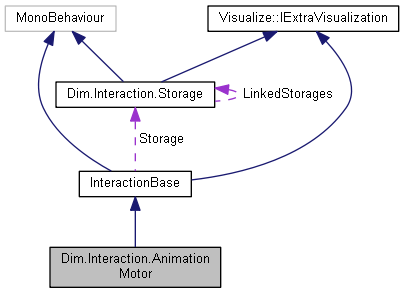 MonoBehaviour
Visualize::IExtraVisualization
Dim.Interaction.Storage
LinkedStorages
Storage
InteractionBase
Dim.Interaction.Animation
Motor